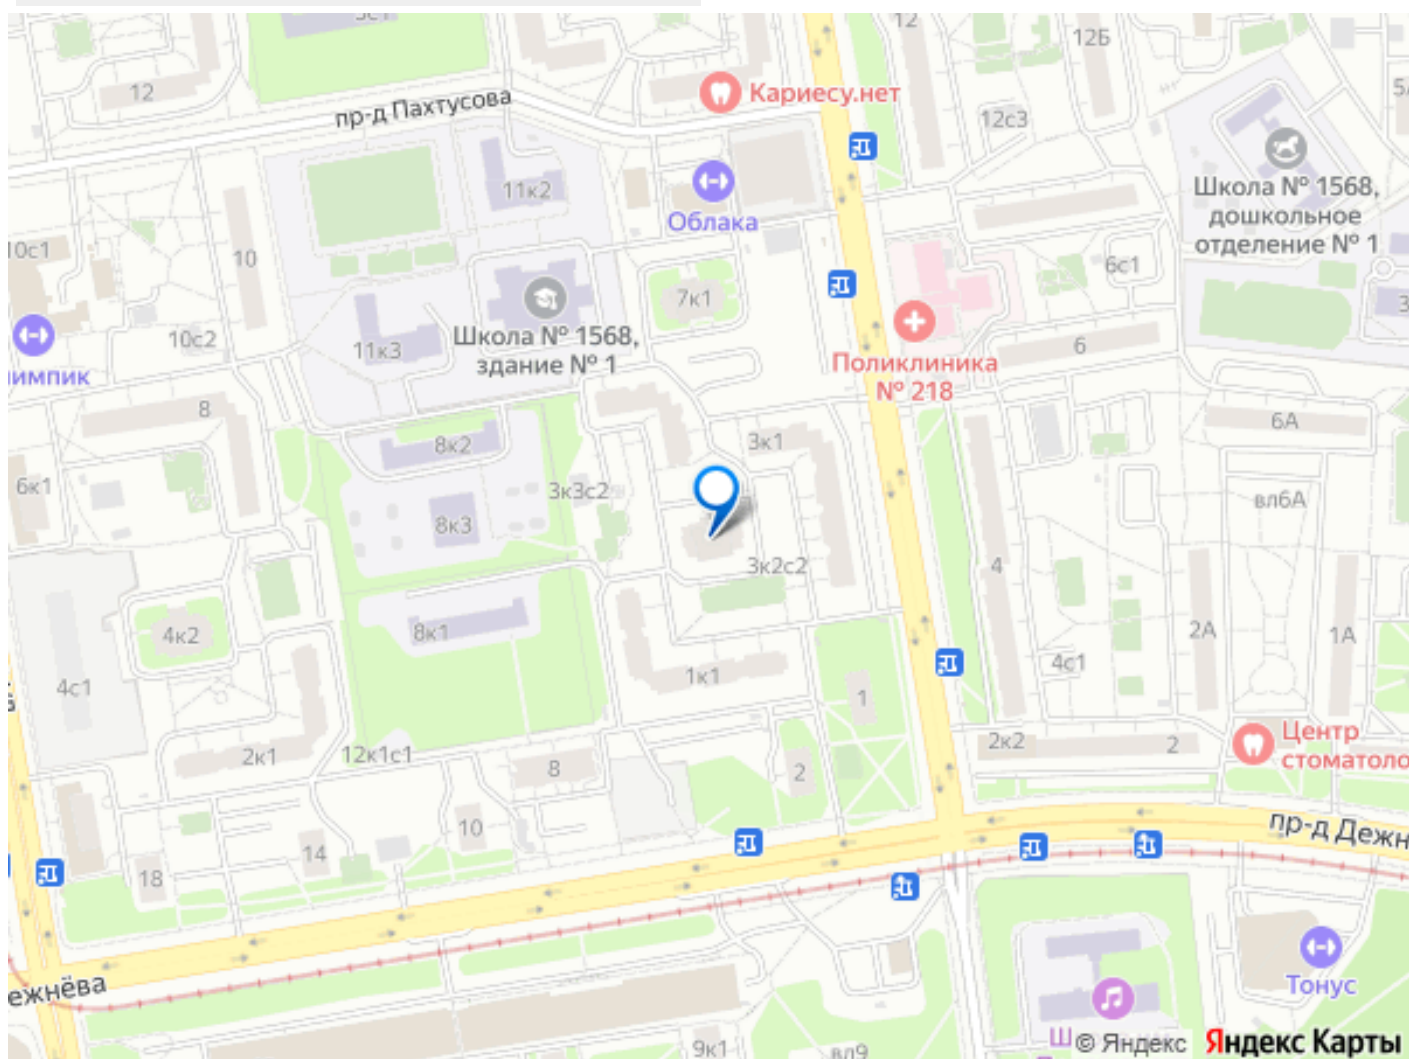 12
12Б
12
Кариесу.нет
пр-д Пахтусова
12с3
11к2
Школа № 1568,
дошкольное
отделение № 1
Облака
10с1
10
6с1
7к1
Школа № 1568,
здание № 1
10с2
11к3
6
Поликлиника
№ 218
8
6А
8к2
3к1
6к1
3к3с2
вл6А
8к3
3к2с2
4
4к2
8к1
2А
1А
4с1
4с1
1к1
1
2к1
12к1с1
8
2
2к2
2
Центр
10
14
18
пр-д Дежн
ежнёва
Тонус
9к1
вл9
© Яндекс
Яндекс Карты